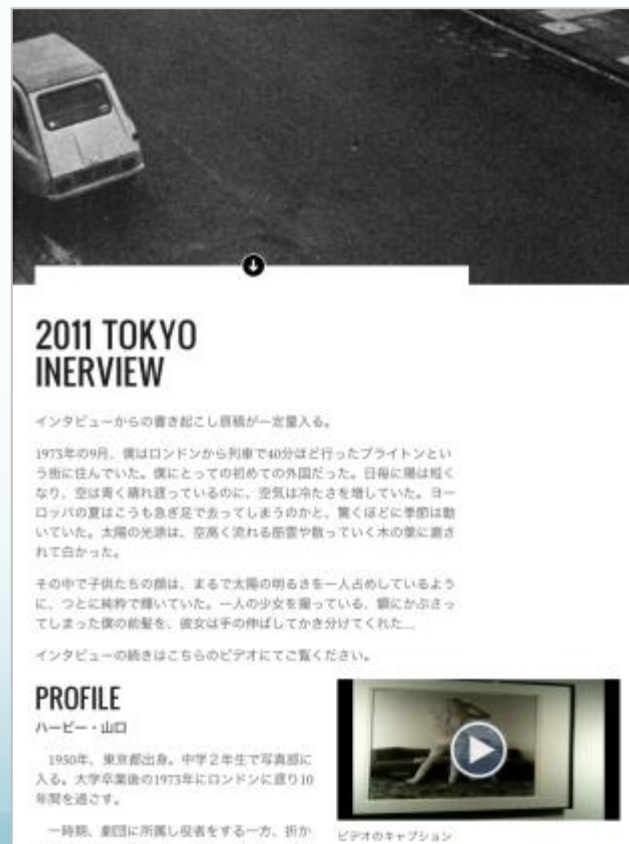 2011 TOKYO
INERVIEW
インタビューからの書き起こし原稿が一定量入る。
1973年の9月、僕はロンドンから列車で40分ほど行ったブライトンとい
う街に住んでいた。僕にとっての初めての外国だった。日毎に陽は短く
なり、空は青く晴れ渡っているのに、空気は冷たさを増していた。ヨー
ロッパの夏はこうも急ぎ足で去ってしまうのかと、驚くほどに季節は動
いていた。太陽の光源は、空高く流れる筋雲や散っていく木の葉に遮ぎ
れて白かった。
その中で子供たちの顔は、まるで太陽の明るさを一人占めしているよう
に、つとに純粋で輝いていた。一人の少女を撮っている、額にかぶさっ
てしまった僕の前髪を、彼女は手の伸ばしてかき分けてくれた...
インタビューの続きはこちらのビデオにてご覧ください。
PROFILE
ハービー・山口
1950年、東京都出身。中学2年生で写真部に
入る。大学卒業後の1973年にロンドンに渡り10
年間を過ごす。
一時期、劇団に所属し役者をする一方、折か
ビデオのキャプション